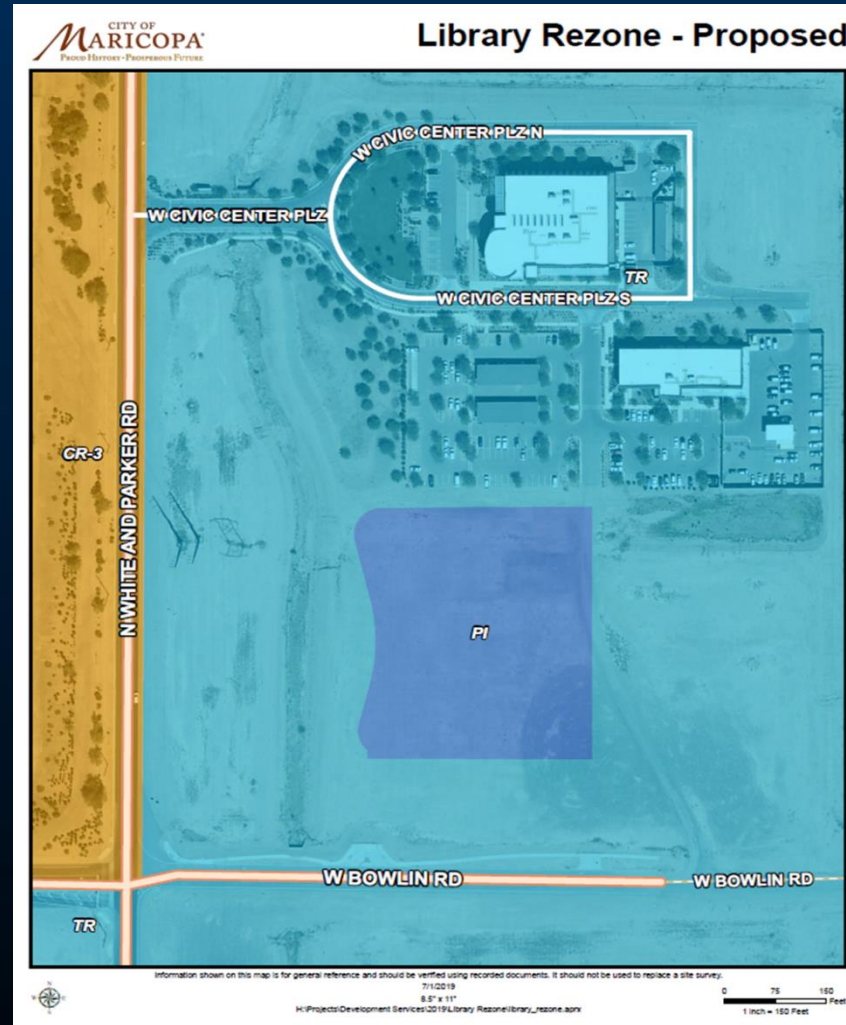 CITY OF
MARICOPA
PROUD HISTORY • PROSPEROUS FUTURE
Library Rezone - Proposed
W CIVIC CENTER PLZ N
W CIVIC CENTER PLZ
TR
W CIVIC CENTER PLZ S
CR-3
N WHITE AND PARKER RD
PI
W BOWLIN RD
W BOWLIN RD
TR
Information shown on this map is for general reference and should be verified using recorded documents. It should not be used to replace a site survey.
7/1/2019
8.5" x 11"
H:\Projects\Development Services\2019\Library Rezone\library_rezone.aprx
0 75 150
Feet
1 inch = 150 Feet